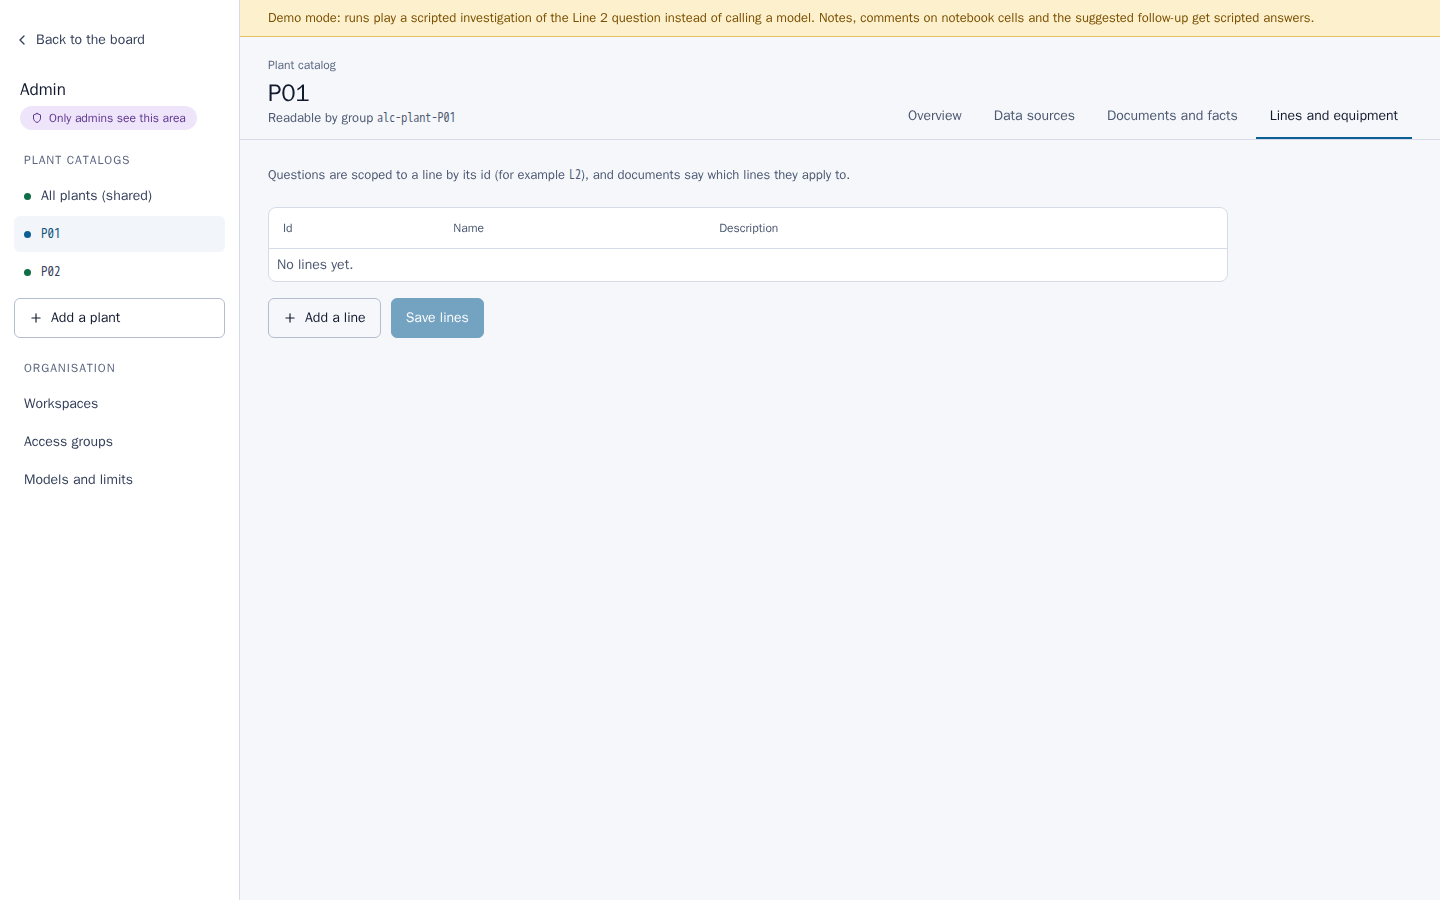 Demo mode: runs play a scripted investigation of the Line 2 question instead of calling a model. Notes, comments on notebook cells and the suggested follow-up get scripted answers.
Back to the board
Admin
Only admins see this area
PLANT CATALOGS
All plants (shared)
P01
P02
Add a plant
ORGANISATION
Workspaces
Access groups
Models and limits
Plant catalog
P01
Readable by group alc-plant-P01
Overview
Data sources
Documents and facts
Lines and equipment
Questions are scoped to a line by its id (for example L2), and documents say which lines they apply to.
Id Name Description
No lines yet.
Add a line
Save lines